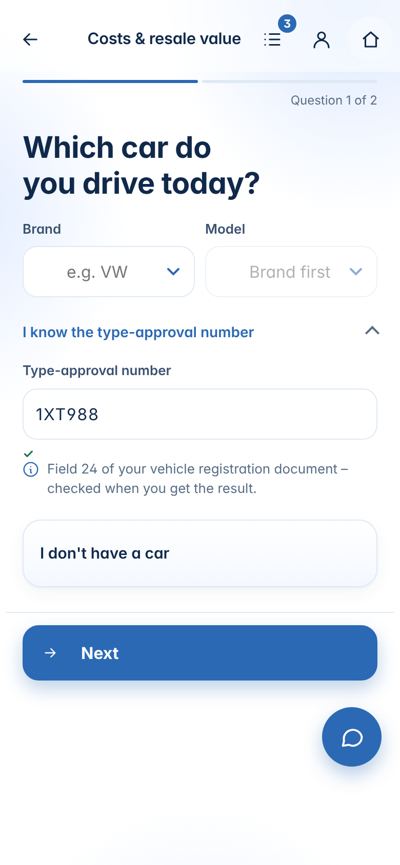 Costs & resale value
3
Question 1 of 2
Which car do
you drive today?
Brand
Model
e.g. VW
Brand first
I know the type-approval number
Type-approval number
1XT988
Field 24 of your vehicle registration document –
checked when you get the result.
I don't have a car
Next